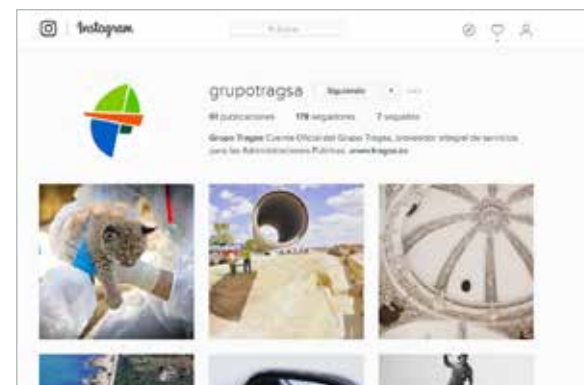 Instagram
Buscar
grupotragsa
Siguiendo
61 publicaciones 178 seguidores 7 seguidos
Grupo Tragsa Cuenta Oficial del Grupo Tragsa, proveedor integral de servicios
para las Administraciones Públicas. www.tragsa.es